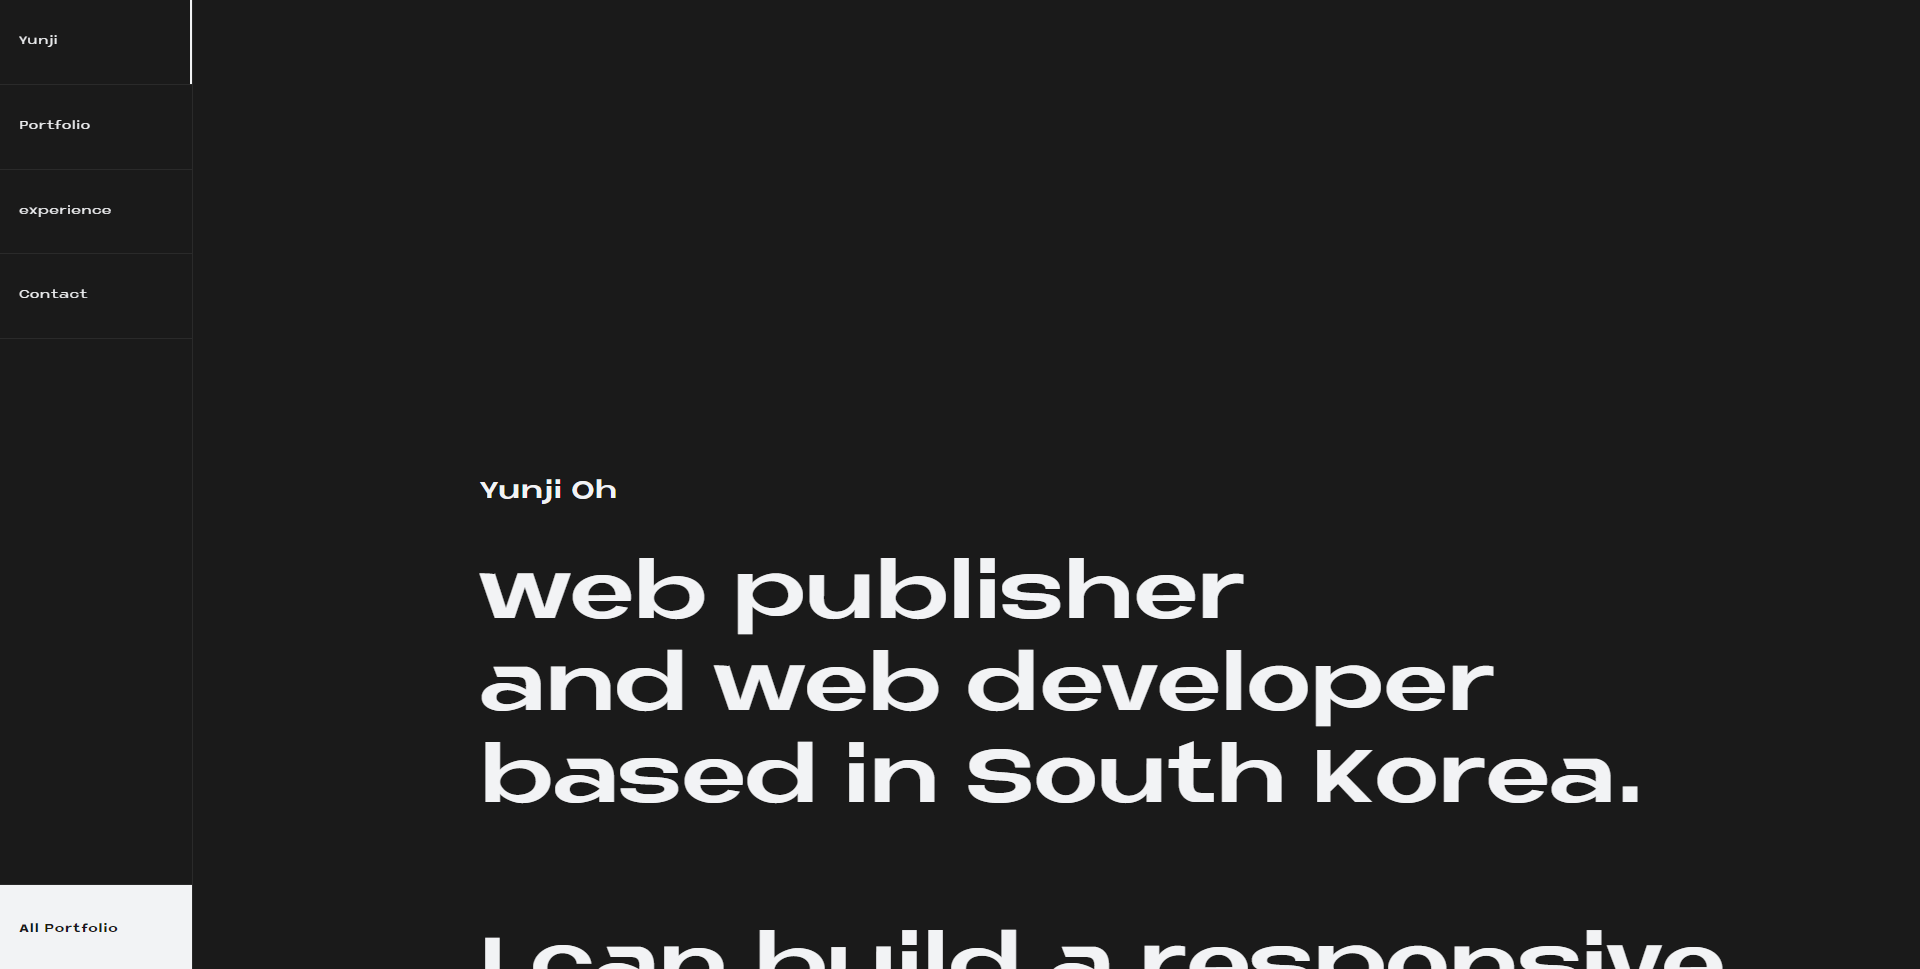 Yunji
Portfolio
experience
Contact
All Portfolio
Yunji Oh
web publisher
and web developer
based in South Korea.
I can build a responsive